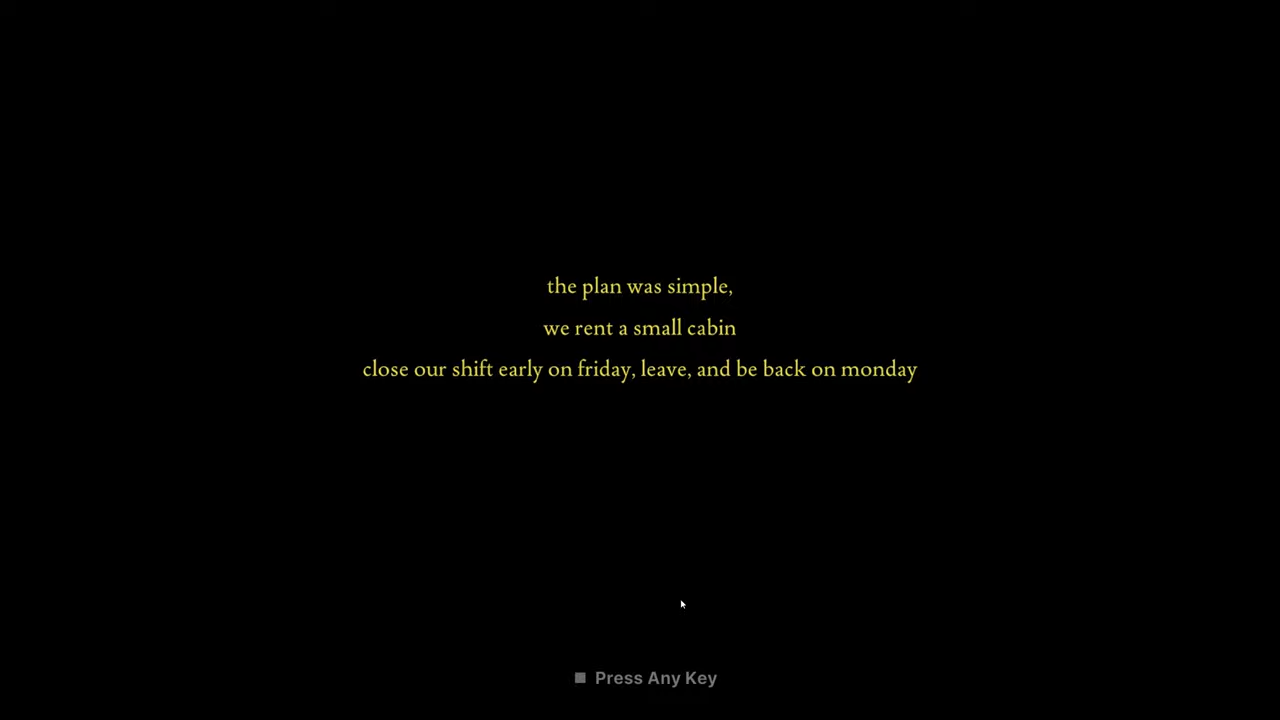 the plan was simple,
we rent a small cabin
close our shift early on friday, leave, and be back on monday
Press Any Key